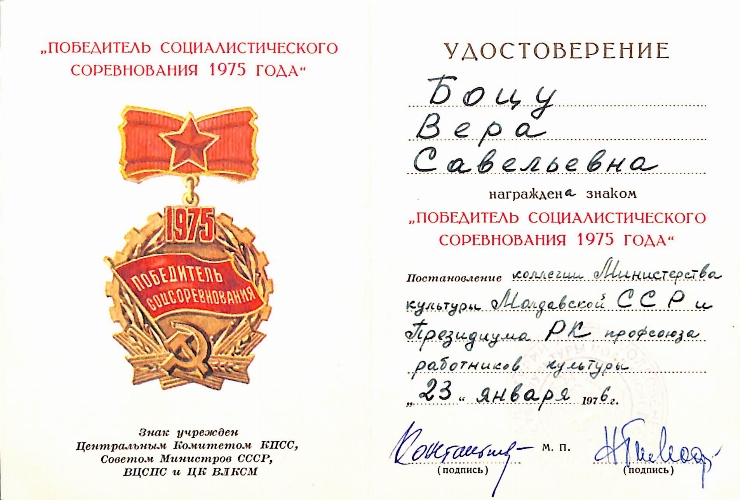 „ПОБЕДИТЕЛЬ СОЦИАЛИСТИЧЕСКОГО
СОРЕВНОВАНИЯ 1975 ГОДА“
1975
ПОБЕДИТЕЛЬ
СОЦСОРЕВНОВАНИЯ
Знак учрежден
Центральным Комитетом КПСС,
Советом Министров СССР,
ВЦСПС и ЦК ВЛКСМ
УДОСТОВЕРЕНИЕ
Боцу
Вера
Савельевна
награждена знаком
„ПОБЕДИТЕЛЬ СОЦИАЛИСТИЧЕСКОГО
СОРЕВНОВАНИЯ 1975 ГОДА“
Постановление коллегии Министерства
культуры Молдавской ССР и
Президиума РК профсоюза
работников культуры
„23“ января 1976 г.
М. П.
(подпись) (подпись)